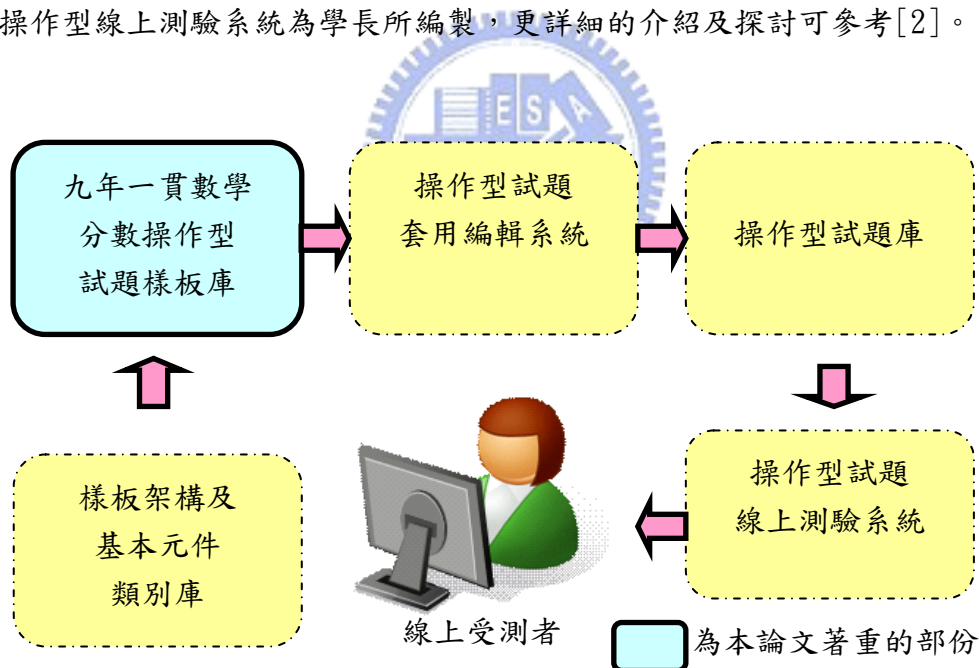 操作型線上測驗系統為學長所編製，更詳細的介紹及探討可參考[2]。
ESA
九年一貫數學
分數操作型
試題樣板庫
操作型試題
套用編輯系統
操作型試題庫
樣板架構及
基本元件
類別庫
線上受測者
操作型試題
線上測驗系統
為本論文著重的部份